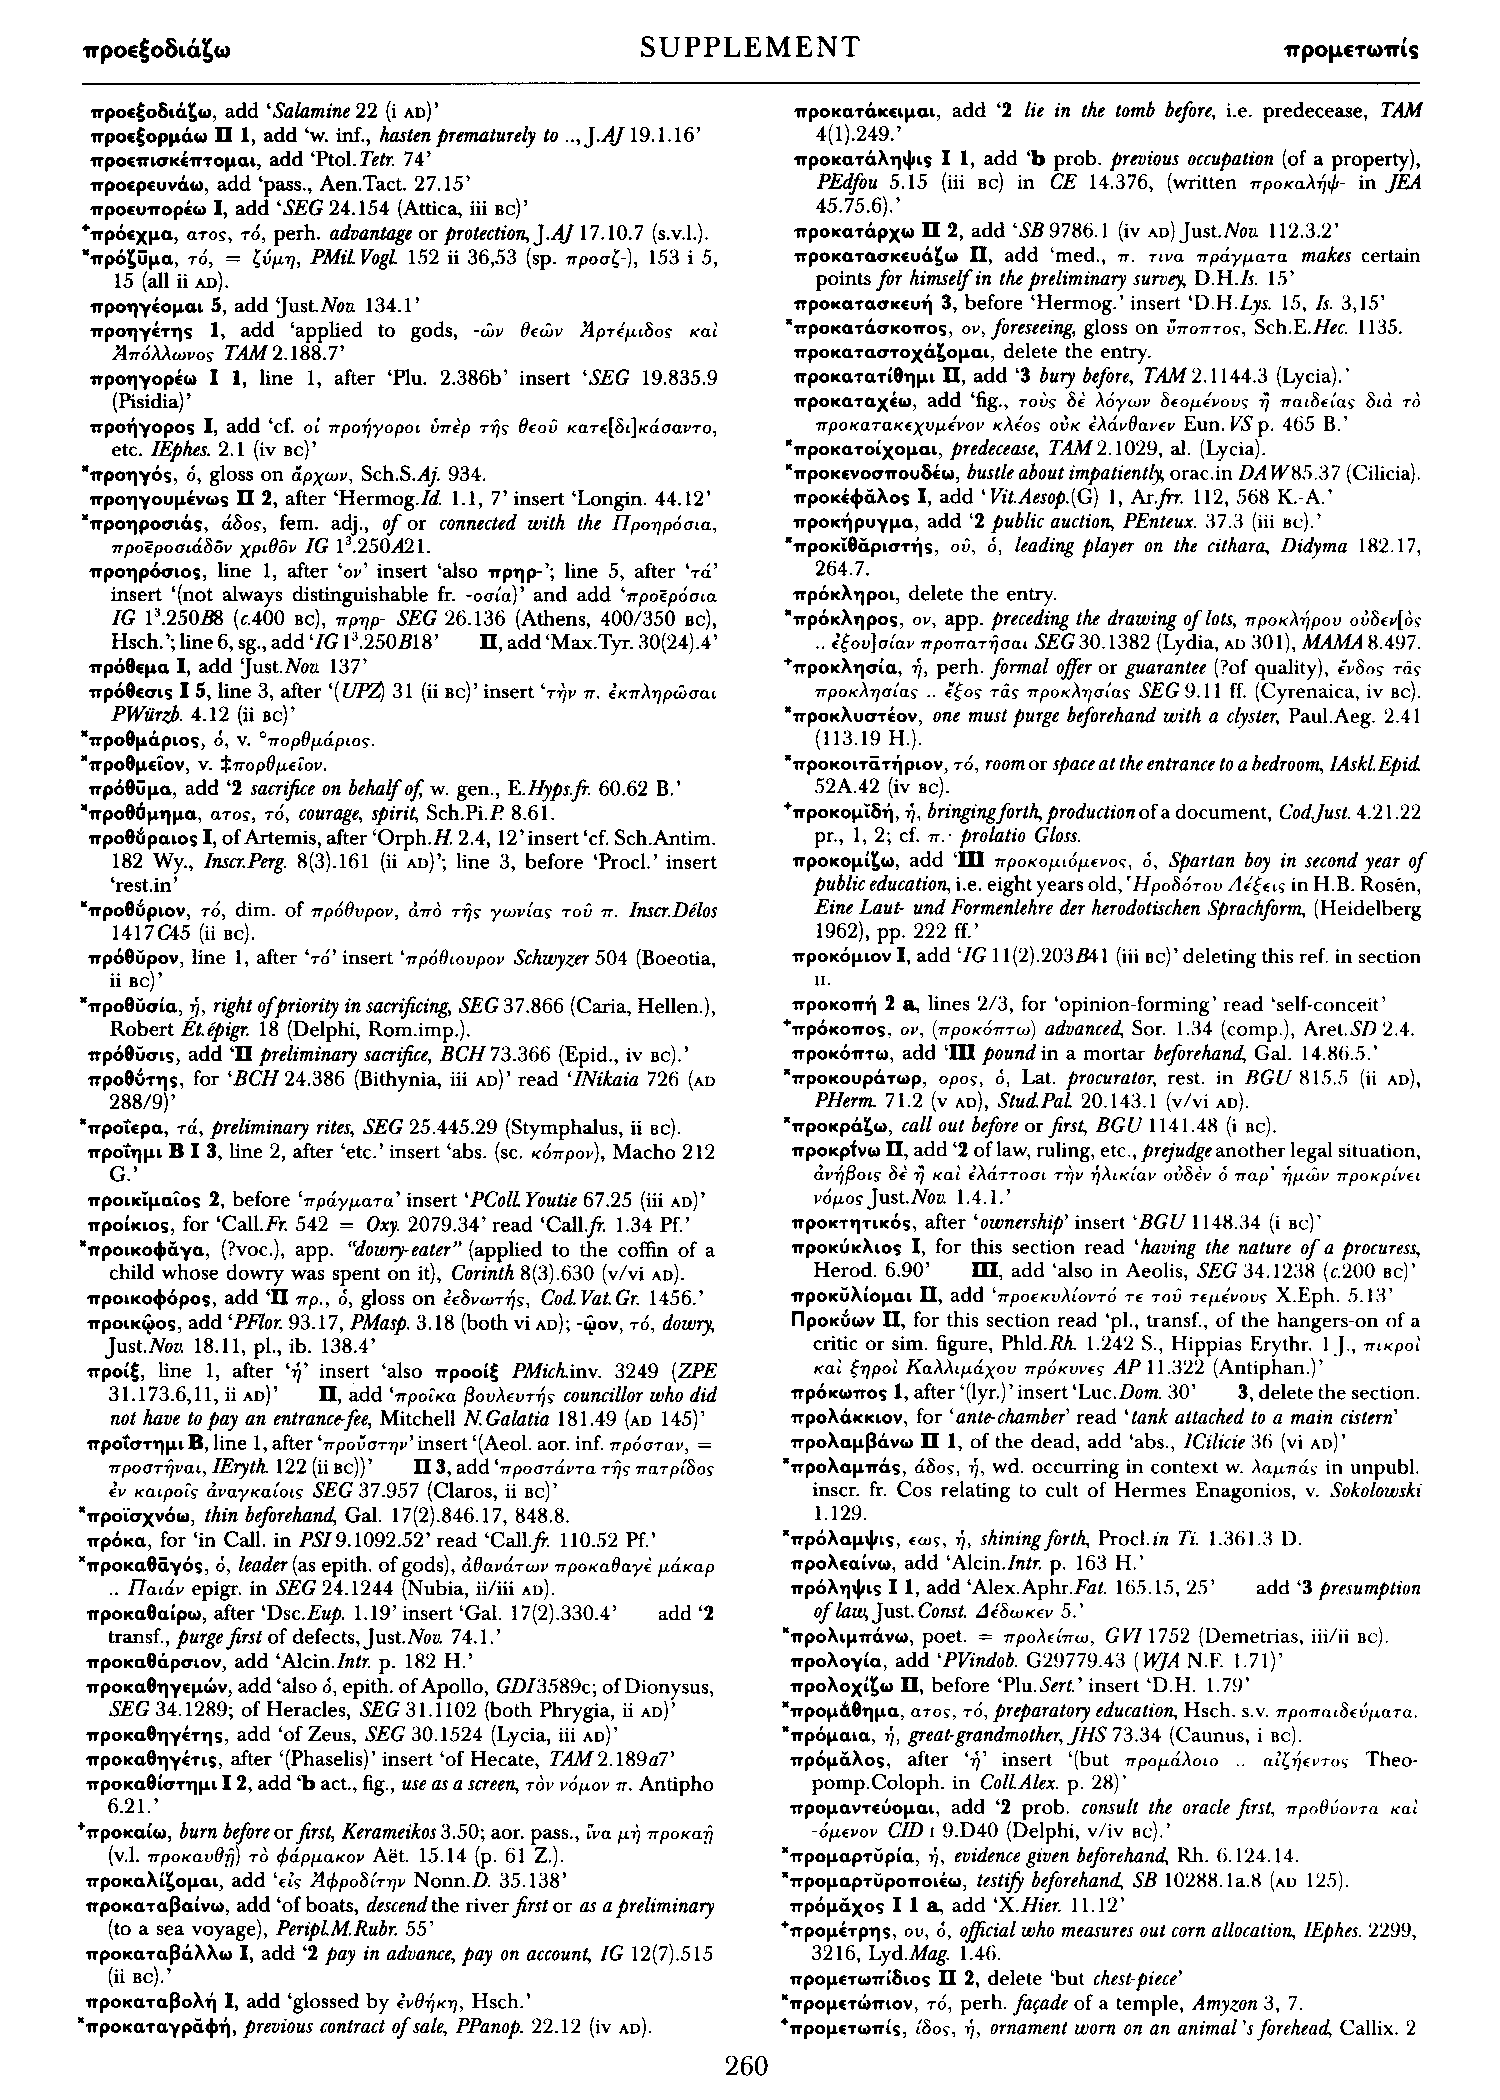 προεξοδιάζω SUPPLEMENT προμετωπίς
προεξοδιάζω, add ‘Salamine 22 (i AD)’
προεξορμάω II 1, add ‘w. inf., hasten prematurely to .., J.AJ 19.1.16’
προεπισκέπτομαι, add ‘Ptol.Tetr. 74’
προερευνάω, add ‘pass., Aen.Tact. 27.15’
προευπορέω I, add ‘SEG 24.154 (Attica, iii BC)’
⁺πρόεχμα, ατος, τό, perh. advantage or protection, J.AJ 17.10.7 (s.v.l.).
*πρόζῡμα, τό, = ζύμη, PMil.Vogl. 152 ii 36,53 (sp. προσζ-), 153 i 5,
15 (all ii AD).
προηγέομαι 5, add ‘Just.Nov. 134.1’
προηγέτης 1, add ‘applied to gods, -ῶν θεῶν Ἀρτέμιδος καὶ
Ἀπόλλωνος TAM 2.188.7’
προηγορέω I 1, line 1, after ‘Plu. 2.386b’ insert ‘SEG 19.835.9
(Pisidia)’
προήγορος I, add ‘cf. οἱ προήγοροι ὑπὲρ τῆς θεοῦ κατε[δι]κάσαντο,
etc. IEphes. 2.1 (iv BC)’
*προηγός, ὁ, gloss on ἄρχων, Sch.S.Aj. 934.
προηγουμένως II 2, after ‘Hermog.Id. 1.1, 7’ insert ‘Longin. 44.12’
*προηροσιάς, άδος, fem. adj., of or connected with the Προηρόσια,
προε̄ροσιάδο̄ν χριθο̄ν IG 1³.250A21.
προηρόσιος, line 1, after ‘ον’ insert ‘also πρηρ-’; line 5, after ‘τά’
insert ‘(not always distinguishable fr. -οσία)’ and add ‘προε̄ρόσια
IG 1³.250B8 (c.400 BC), πρηρ- SEG 26.136 (Athens, 400/350 BC),
Hsch.’; line 6, sg., add ‘IG 1³.250B18’ II, add ‘Max.Tyr. 30(24).4’
πρόθεμα I, add ‘Just.Nov. 137’
πρόθεσις I 5, line 3, after ‘(UPZ) 31 (ii BC)’ insert ‘τὴν π. ἐκπληρῶσαι
PWürzb. 4.12 (ii BC)’
*προθμάριος, ὁ, v. °πορθμάριος.
*προθμεῖον, v. ‡πορθμεῖον.
πρόθῡμα, add ‘2 sacrifice on behalf of, w. gen., E.Hyps.fr. 60.62 B.’
*προθῡ́μημα, ατος, τό, courage, spirit, Sch.Pi.P. 8.61.
προθῠ́ραιος I, of Artemis, after ‘Orph.H. 2.4, 12’ insert ‘cf. Sch.Antim.
182 Wy., Inscr.Perg. 8(3).161 (ii AD)’; line 3, before ‘Procl.’ insert
‘rest.in’
*προθῠ́ριον, τό, dim. of πρόθυρον, ἀπὸ τῆς γωνίας τοῦ π. Inscr.Délos
1417C45 (ii BC).
πρόθῠρον, line 1, after ‘τό’ insert ‘πρόθιουρον Schwyzer 504 (Boeotia,
ii BC)’
*προθῠσία, ἡ, right of priority in sacrificing, SEG 37.866 (Caria, Hellen.),
Robert Ét.épigr. 18 (Delphi, Rom.imp.).
πρόθῠσις, add ‘II preliminary sacrifice, BCH 73.366 (Epid., iv BC).’
προθῠ́της, for ‘BCH 24.386 (Bithynia, iii AD)’ read ‘INikaia 726 (AD
288/9)’
*προΐερα, τά, preliminary rites, SEG 25.445.29 (Stymphalus, ii BC).
προΐημι B I 3, line 2, after ‘etc.’ insert ‘abs. (sc. κόπρον), Macho 212
G.’
προικῐμαῖος 2, before ‘πράγματα’ insert ‘PColl.Youtie 67.25 (iii AD)’
προίκιος, for ‘Call.Fr. 542 = Oxy. 2079.34’ read ‘Call.fr. 1.34 Pf.’
*προικοφᾰ́γα, (?voc.), app. “dowry-eater” (applied to the coffin of a
child whose dowry was spent on it), Corinth 8(3).630 (v/vi AD).
προικοφόρος, add ‘II πρ., ὁ, gloss on ἑεδνωτής, Cod.Vat.Gr. 1456.’
προικῷος, add ‘PFlor. 93.17, PMasp. 3.18 (both vi AD); -ῷον, τό, dowry,
Just.Nov. 18.11, pl., ib. 138.4’
προίξ, line 1, after ‘ἡ’ insert ‘also προοίξ PMich.inv. 3249 (ZPE
31.173.6,11, ii AD)’ II, add ‘προῖκα βουλευτής councillor who did
not have to pay an entrance-fee, Mitchell N.Galatia 181.49 (AD 145)’
προΐστημι B, line 1, after ‘προὔστην’ insert ‘(Aeol. aor. inf. πρόσταν, =
προστῆναι, IEryth. 122 (ii BC))’ II 3, add ‘προστάντα τῆς πατρίδος
ἐν καιροῖς ἀναγκαίοις SEG 37.957 (Claros, ii BC)’
*προϊσχνόω, thin beforehand, Gal. 17(2).846.17, 848.8.
πρόκα, for ‘in Call. in PSI 9.1092.52’ read ‘Call.fr. 110.52 Pf.’
*προκαθᾱγός, ὁ, leader (as epith. of gods), ἀθανάτων προκαθαγὲ μάκαρ
.. Παιάν epigr. in SEG 24.1244 (Nubia, ii/iii AD).
προκαθαίρω, after ‘Dsc.Eup. 1.19’ insert ‘Gal. 17(2).330.4’ add ‘2
transf., purge first of defects, Just.Nov. 74.1.’
προκαθάρσιον, add ‘Alcin.Intr. p. 182 H.’
προκαθηγεμών, add ‘also ὁ, epith. of Apollo, GDI 3589c; of Dionysus,
SEG 34.1289; of Heracles, SEG 31.1102 (both Phrygia, ii AD)’
προκαθηγέτης, add ‘of Zeus, SEG 30.1524 (Lycia, iii AD)’
προκαθηγέτις, after ‘(Phaselis)’ insert ‘of Hecate, TAM 2.189a7’
προκαθίστημι I 2, add ‘b act., fig., use as a screen, τὸν νόμον π. Antipho
6.21.’
⁺προκαίω, burn before or first, Kerameikos 3.50; aor. pass., ἵνα μὴ προκαῇ
(v.l. προκαυθῇ) τὸ φάρμακον Aët. 15.14 (p. 61 Z.).
προκαλίζομαι, add ‘εἰς Ἀφροδίτην Nonn.D. 35.138’
προκαταβαίνω, add ‘of boats, descend the river first or as a preliminary
(to a sea voyage), Peripl.M.Rubr. 55’
προκαταβάλλω I, add ‘2 pay in advance, pay on account, IG 12(7).515
(ii BC).’
προκαταβολή I, add ‘glossed by ἐνθήκη, Hsch.’
*προκαταγρᾰφή, previous contract of sale, PPanop. 22.12 (iv AD).
προκατάκειμαι, add ‘2 lie in the tomb before, i.e. predecease, TAM
4(1).249.’
προκατάληψις I 1, add ‘b prob. previous occupation (of a property),
PEdfou 5.15 (iii BC) in CE 14.376, (written προκαλήψ- in JEA
45.75.6).’
προκατάρχω II 2, add ‘SB 9786.1 (iv AD) Just.Nov. 112.3.2’
προκατασκευάζω II, add ‘med., π. τινα πράγματα makes certain
points for himself in the preliminary survey, D.H.Is. 15’
προκατασκευή 3, before ‘Hermog.’ insert ‘D.H.Lys. 15, Is. 3,15’
*προκατάσκοπος, ον, foreseeing, gloss on ὕποπτος, Sch.E.Hec. 1135.
προκαταστοχάζομαι, delete the entry.
προκατατίθημι II, add ‘3 bury before, TAM 2.1144.3 (Lycia).’
προκαταχέω, add ‘fig., τοὺς δὲ λόγων δεομένους ἢ παιδείας διὰ τὸ
προκατακεχυμένον κλέος οὐκ ἐλάνθανεν Eun.VS p. 465 B.’
*προκατοίχομαι, predecease, TAM 2.1029, al. (Lycia).
*προκενοσπουδέω, bustle about impatiently, orac.in DAW 85.37 (Cilicia).
προκέφᾰλος I, add ‘Vit.Aesop.(G) 1, Ar.frr. 112, 568 K.-A.’
προκήρυγμα, add ‘2 public auction, PEnteux. 37.3 (iii BC).’
*προκῐθᾰριστής, οῦ, ὁ, leading player on the cithara, Didyma 182.17,
264.7.
πρόκληροι, delete the entry.
*πρόκληρος, ον, app. preceding the drawing of lots, προκλήρου οὐδεν[ὸς
.. ἐξου]σίαν προπατῆσαι SEG 30.1382 (Lydia, AD 301), MAMA 8.497.
⁺προκλησία, ἡ, perh. formal offer or guarantee (?of quality), ἔνδος τᾶς
προκλησίας .. ἔξος τᾶς προκλησίας SEG 9.11 ff. (Cyrenaica, iv BC).
*προκλυστέον, one must purge beforehand with a clyster, Paul.Aeg. 2.41
(113.19 H.).
*προκοιτᾱτήριον, τό, room or space at the entrance to a bedroom, IAskl.Epid.
52A.42 (iv BC).
⁺προκομῐδή, ἡ, bringing forth, production of a document, Cod.Just. 4.21.22
pr., 1, 2; cf. π.· prolatio Gloss.
προκομίζω, add ‘III προκομιόμενος, ὁ, Spartan boy in second year of
public education, i.e. eight years old, Ἡροδότου Λέξεις in H.B. Rosén,
Eine Laut- und Formenlehre der herodotischen Sprachform, (Heidelberg
1962), pp. 222 ff.’
προκόμιον I, add ‘IG 11(2).203B41 (iii BC)’ deleting this ref. in section
II.
προκοπή 2 a, lines 2/3, for ‘opinion-forming’ read ‘self-conceit’
⁺πρόκοπος, ον, (προκόπτω) advanced, Sor. 1.34 (comp.), Aret.SD 2.4.
προκόπτω, add ‘III pound in a mortar beforehand, Gal. 14.86.5.’
*προκουράτωρ, ορος, ὁ, Lat. procurator, rest. in BGU 815.5 (ii AD),
PHerm. 71.2 (v AD), Stud.Pal. 20.143.1 (v/vi AD).
*προκράζω, call out before or first, BGU 1141.48 (i BC).
προκρῑ́νω II, add ‘2 of law, ruling, etc., prejudge another legal situation,
ἀνήβοις δὲ ἢ καὶ ἐλάττοσι τὴν ἡλικίαν οὐδὲν ὁ παρ’ ἡμῶν προκρίνει
νόμος Just.Nov. 1.4.1.’
προκτητικός, after ‘ownership’ insert ‘BGU 1148.34 (i BC)’
προκύκλιος I, for this section read ‘having the nature of a procuress,
Herod. 6.90’ III, add ‘also in Aeolis, SEG 34.1238 (c.200 BC)’
προκῠλίομαι II, add ‘προεκυλίοντό τε τοῦ τεμένους X.Eph. 5.13’
Προκῠ́ων II, for this section read ‘pl., transf., of the hangers-on of a
critic or sim. figure, Phld.Rh. 1.242 S., Hippias Erythr. 1 J., πικροὶ
καὶ ξηροὶ Καλλιμάχου πρόκυνες AP 11.322 (Antiphan.)’
πρόκωπος 1, after ‘(lyr.)’ insert ‘Luc.Dom. 30’ 3, delete the section.
προλάκκιον, for ‘ante-chamber’ read ‘tank attached to a main cistern’
προλαμβάνω II 1, of the dead, add ‘abs., ICilicie 36 (vi AD)’
*προλαμπάς, άδος, ἡ, wd. occurring in context w. λαμπάς in unpubl.
inscr. fr. Cos relating to cult of Hermes Enagonios, v. Sokolowski
1.129.
*πρόλαμψις, εως, ἡ, shining forth, Procl.in Ti. 1.361.3 D.
προλεαίνω, add ‘Alcin.Intr. p. 163 H.’
πρόληψις I 1, add ‘Alex.Aphr.Fat. 165.15, 25’ add ‘3 presumption
of law, Just.Const. Δέδωκεν 5.’
*προλιμπάνω, poet. = προλείπω, GVI 1752 (Demetrias, iii/ii BC).
προλογία, add ‘PVindob. G29779.43 (WJA N.F. 1.71)’
προλοχίζω II, before ‘Plu.Sert.’ insert ‘D.H. 1.79’
*προμᾰ́θημα, ατος, τό, preparatory education, Hsch. s.v. προπαιδεύματα.
*πρόμαια, ἡ, great-grandmother, JHS 73.34 (Caunus, i BC).
πρόμᾰλος, after ‘ἡ’ insert ‘(but προμάλοιο .. αἰζήεντος Theo-
pomp.Coloph. in Coll.Alex. p. 28)’
προμαντεύομαι, add ‘2 prob. consult the oracle first, προθύοντα καὶ
-όμενον CID I 9.D40 (Delphi, v/iv BC).’
*προμαρτῠρία, ἡ, evidence given beforehand, Rh. 6.124.14.
*προμαρτῠροποιέω, testify beforehand, SB 10288.1a.8 (AD 125).
πρόμᾰχος I 1 a, add ‘X.Hier. 11.12’
⁺προμέτρης, ου, ὁ, official who measures out corn allocation, IEphes. 2299,
3216, Lyd.Mag. 1.46.
προμετωπίδιος II 2, delete ‘but chest-piece’
*προμετώπιον, τό, perh. façade of a temple, Amyzon 3, 7.
⁺προμετωπίς, ίδος, ἡ, ornament worn on an animal's forehead, Callix. 2
260